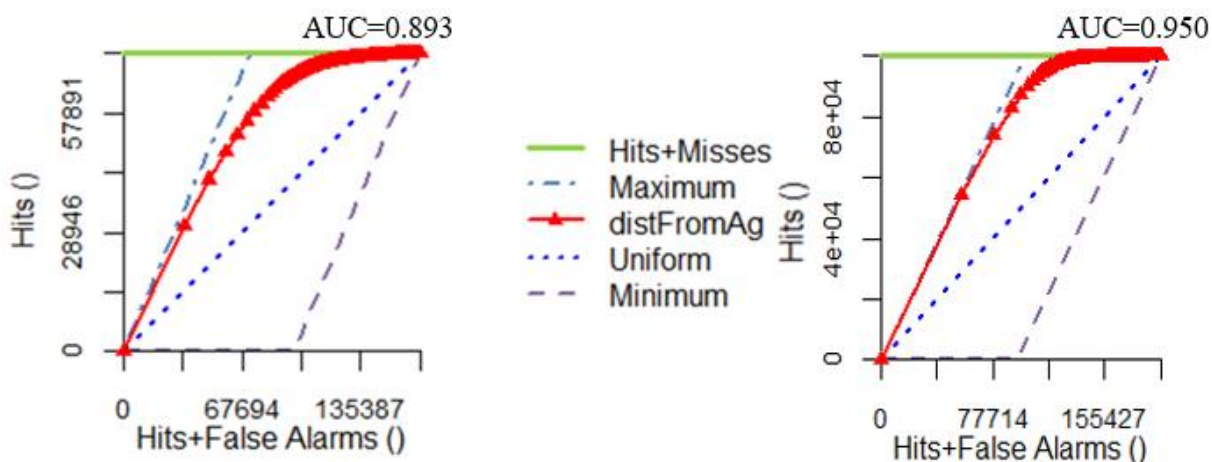 AUC=0.893
57891
28946
0
Hits ()
0 67694 135387
Hits+False Alarms ()
Hits+Misses
Maximum
distFromAg
Uniform
Minimum
AUC=0.950
8e+04
4e+04
0
Hits ()
0 77714 155427
Hits+False Alarms ()